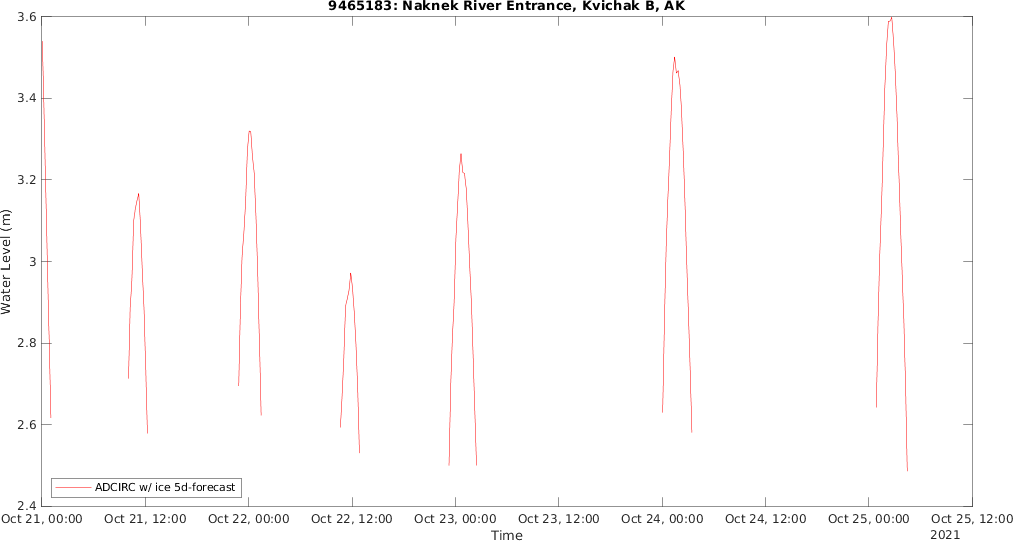 9465183: Naknek River Entrance, Kvichak B, AK
Water Level (m)
3.6
3.4
3.2
3
2.8
2.6
2.4
ADCIRC w/ ice 5d-forecast
Oct 21, 00:00 Oct 21, 12:00 Oct 22, 00:00 Oct 22, 12:00 Oct 23, 00:00 Oct 23, 12:00 Oct 24, 00:00 Oct 24, 12:00 Oct 25, 00:00 Oct 25, 12:00
Time
2021